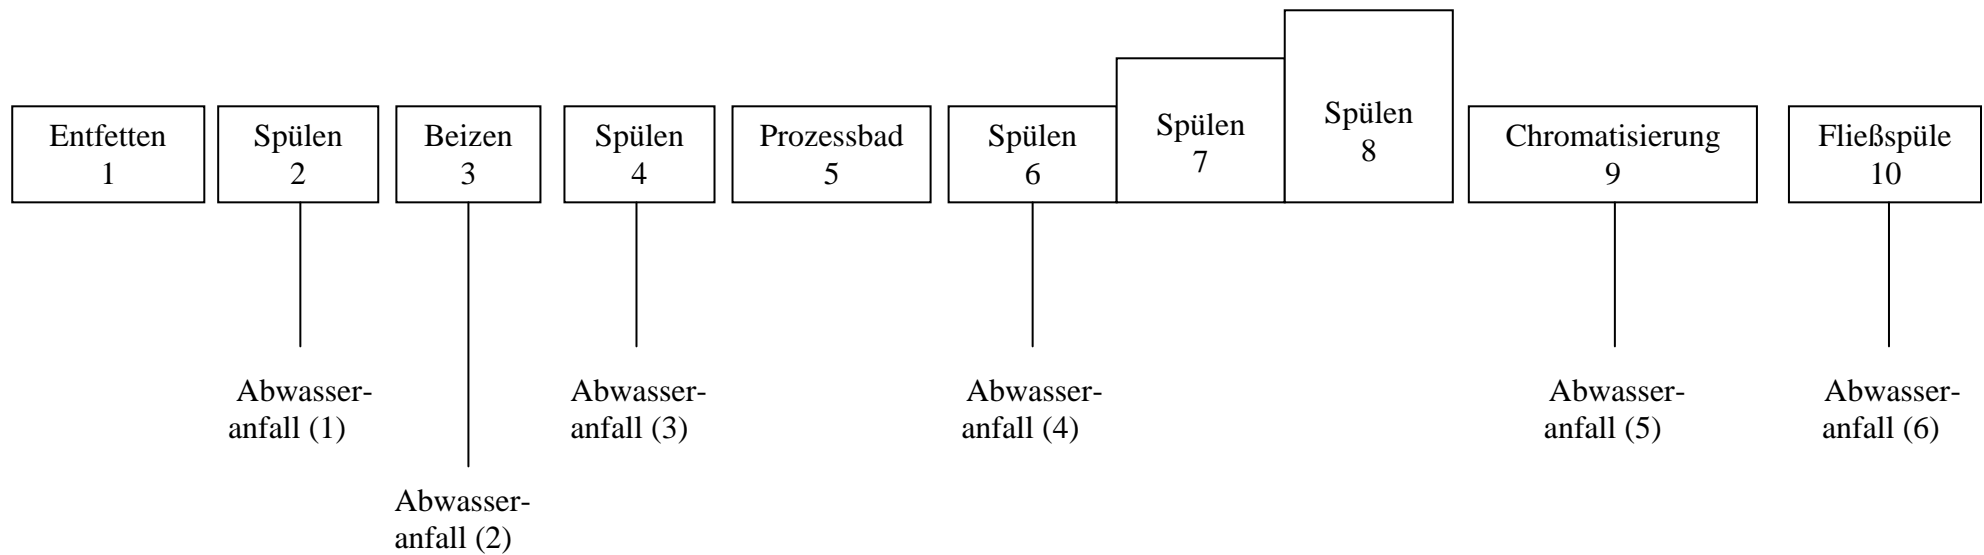 Entfetten
1
Spülen
2
Beizen
3
Spülen
4
Prozessbad
5
Spülen
6
Spülen
7
Spülen
8
Chromatisierung
9
Fließspüle
10
Abwasser-
anfall (1)
Abwasser-
anfall (2)
Abwasser-
anfall (3)
Abwasser-
anfall (4)
Abwasser-
anfall (5)
Abwasser-
anfall (6)